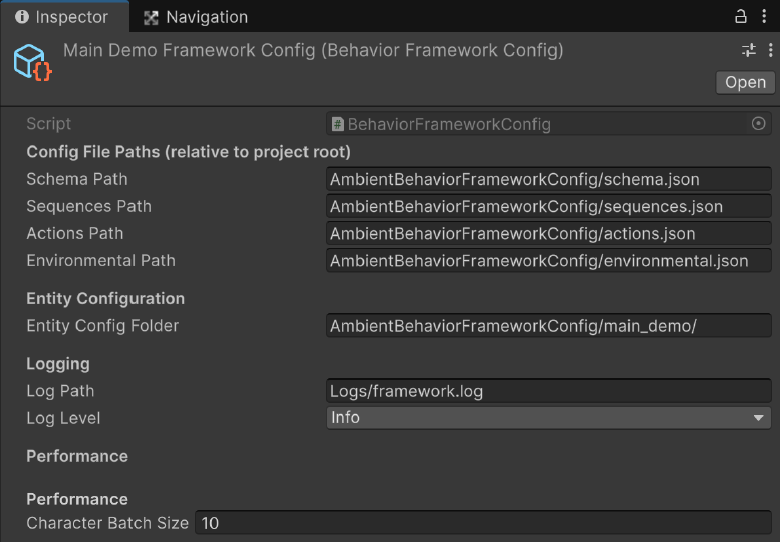 Inspector
Navigation
Main Demo Framework Config (Behavior Framework Config)
Open
Script
BehaviorFrameworkConfig
Config File Paths (relative to project root)
Schema Path AmbientBehaviorFrameworkConfig/schema.json
Sequences Path AmbientBehaviorFrameworkConfig/sequences.json
Actions Path AmbientBehaviorFrameworkConfig/actions.json
Environmental Path AmbientBehaviorFrameworkConfig/environmental.json
Entity Configuration
Entity Config Folder AmbientBehaviorFrameworkConfig/main_demo/
Logging
Log Path Logs/framework.log
Log Level Info
Performance
Performance
Character Batch Size 10